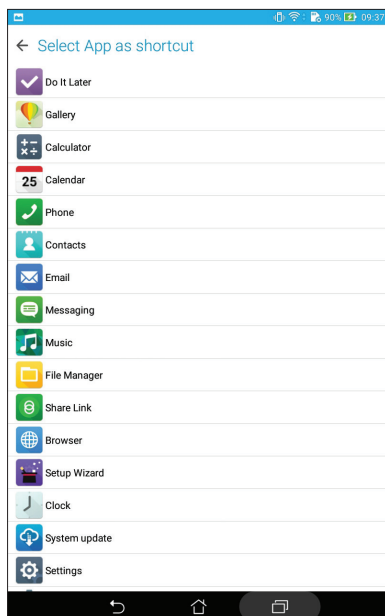 90% 09:37
Select App as shortcut
Do It Later
Gallery
Calculator
25 Calendar
Phone
Contacts
Email
Messaging
Music
File Manager
Share Link
Browser
Setup Wizard
Clock
System update
Settings